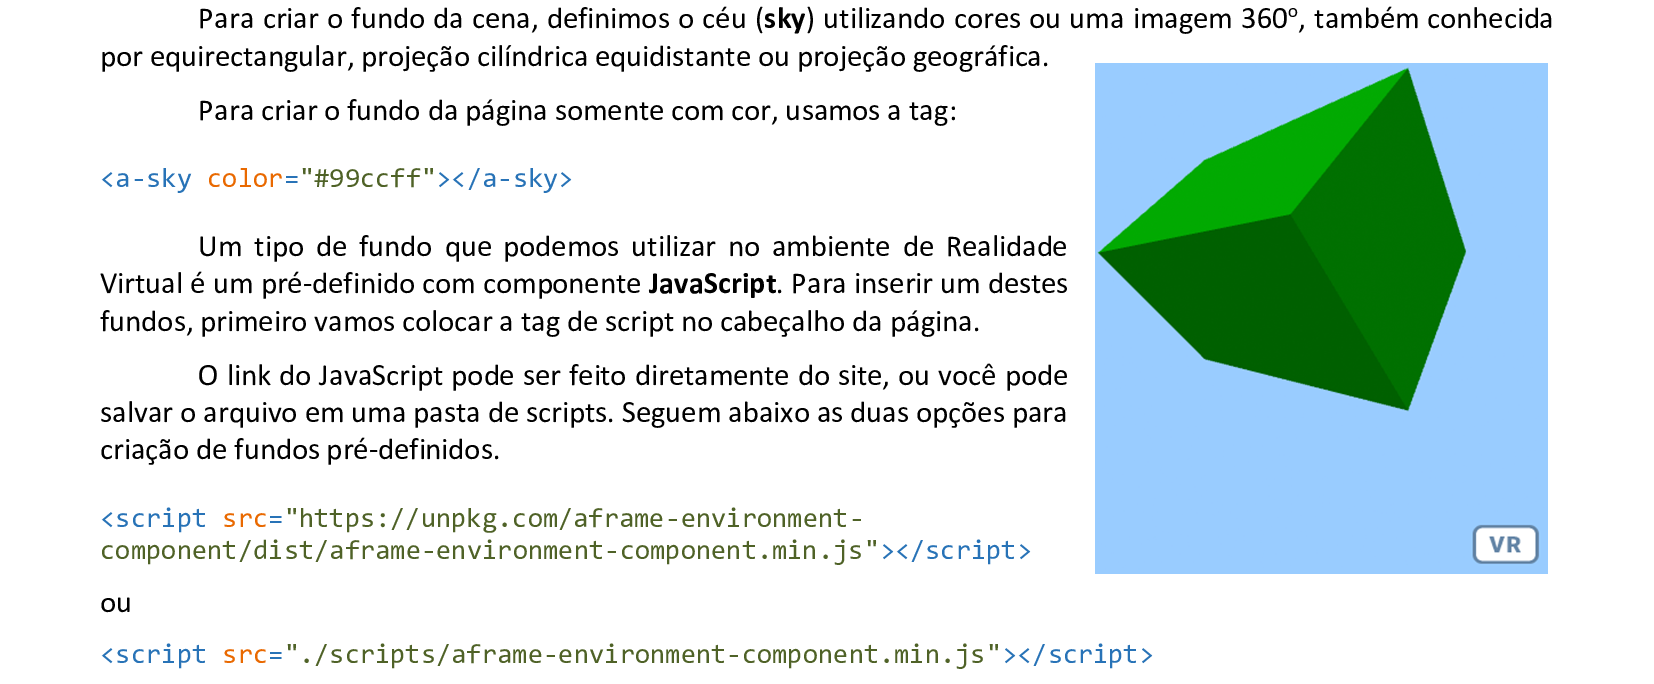 Para criar o fundo da cena, definimos o céu (sky) utilizando cores ou uma imagem 360º, também conhecida
por equirectangular, projeção cilíndrica equidistante ou projeção geográfica.
Para criar o fundo da página somente com cor, usamos a tag:
<a-sky color="#99ccff"></a-sky>
Um tipo de fundo que podemos utilizar no ambiente de Realidade
Virtual é um pré-definido com componente JavaScript. Para inserir um destes
fundos, primeiro vamos colocar a tag de script no cabeçalho da página.
O link do JavaScript pode ser feito diretamente do site, ou você pode
salvar o arquivo em uma pasta de scripts. Seguem abaixo as duas opções para
criação de fundos pré-definidos.
<script src="https://unpkg.com/aframe-environment-
component/dist/aframe-environment-component.min.js"></script>
VR
ou
<script src="./scripts/aframe-environment-component.min.js"></script>